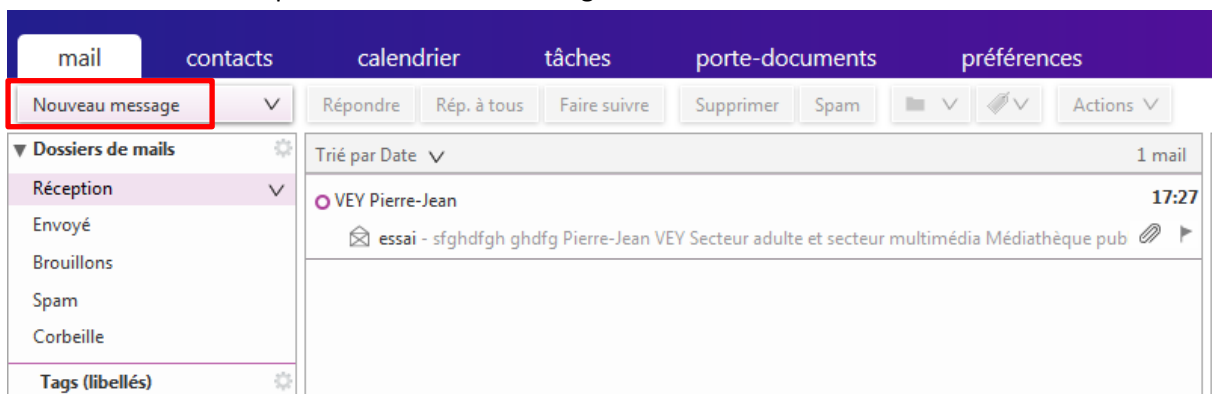 mail contacts calendrier tâches porte-documents préférences
Nouveau message Répondre Rép. à tous Faire suivre Supprimer Spam Actions
Dossiers de mails
Trié par Date 1 mail
Réception
VEY Pierre-Jean 17:27
Envoyé
essai - sfghdfgh ghdfg Pierre-Jean VEY Secteur adulte et secteur multimédia Médiathèque pub
Brouillons
Spam
Corbeille
Tags (libellés)